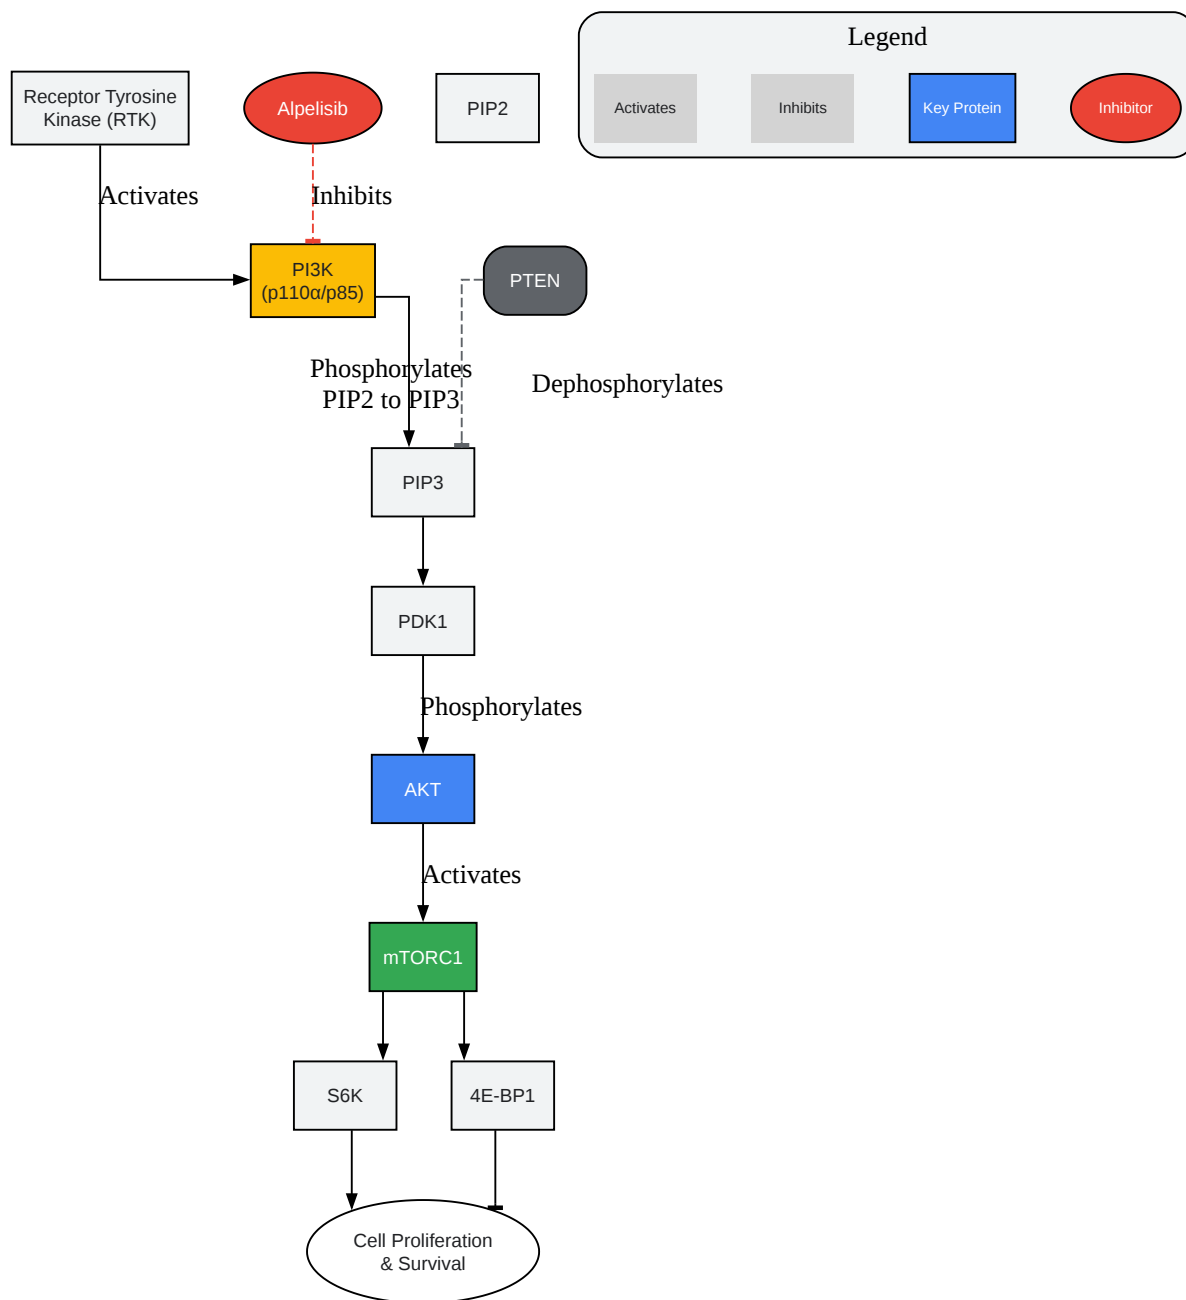 Legend
Receptor Tyrosine
Kinase (RTK)
Alpelisib
PIP2
Activates
Inhibits
Key Protein
Inhibitor
Activates
Inhibits
PI3K
(p110α/p85)
PTEN
Phosphorylates
PIP2 to PIP3
Dephosphorylates
PIP3
PDK1
Phosphorylates
AKT
Activates
mTORC1
S6K
4E-BP1
Cell Proliferation
& Survival